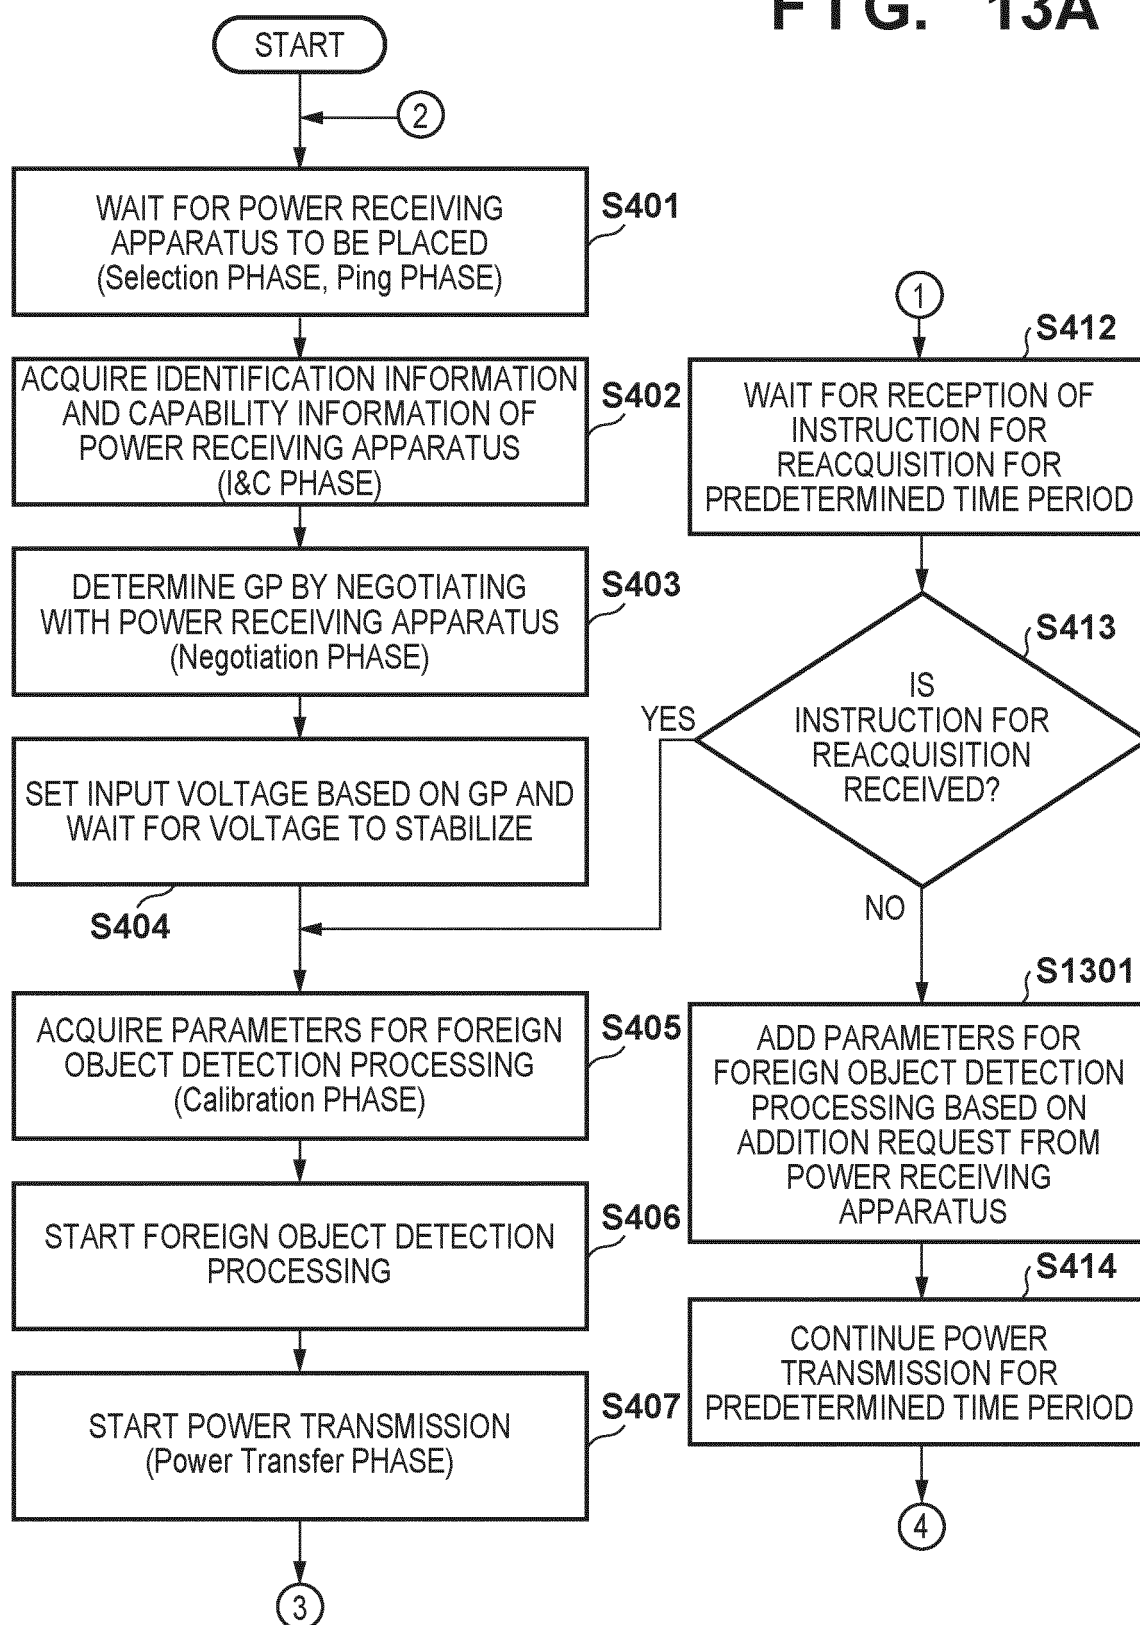 FIG. 13A
START
2
WAIT FOR POWER RECEIVING
APPARATUS TO BE PLACED
(Selection PHASE, Ping PHASE)
S401
ACQUIRE IDENTIFICATION INFORMATION
AND CAPABILITY INFORMATION OF
POWER RECEIVING APPARATUS
(I&C PHASE)
S402
DETERMINE GP BY NEGOTIATING
WITH POWER RECEIVING APPARATUS
(Negotiation PHASE)
S403
SET INPUT VOLTAGE BASED ON GP AND
WAIT FOR VOLTAGE TO STABILIZE
S404
ACQUIRE PARAMETERS FOR FOREIGN
OBJECT DETECTION PROCESSING
(Calibration PHASE)
S405
START FOREIGN OBJECT DETECTION
PROCESSING
S406
START POWER TRANSMISSION
(Power Transfer PHASE)
S407
3
1
S412
WAIT FOR RECEPTION OF
INSTRUCTION FOR
REACQUISITION FOR
PREDETERMINED TIME PERIOD
S413
IS
INSTRUCTION FOR
REACQUISITION
RECEIVED?
YES
NO
S1301
ADD PARAMETERS FOR
FOREIGN OBJECT DETECTION
PROCESSING BASED ON
ADDITION REQUEST FROM
POWER RECEIVING
APPARATUS
S414
CONTINUE POWER
TRANSMISSION FOR
PREDETERMINED TIME PERIOD
4